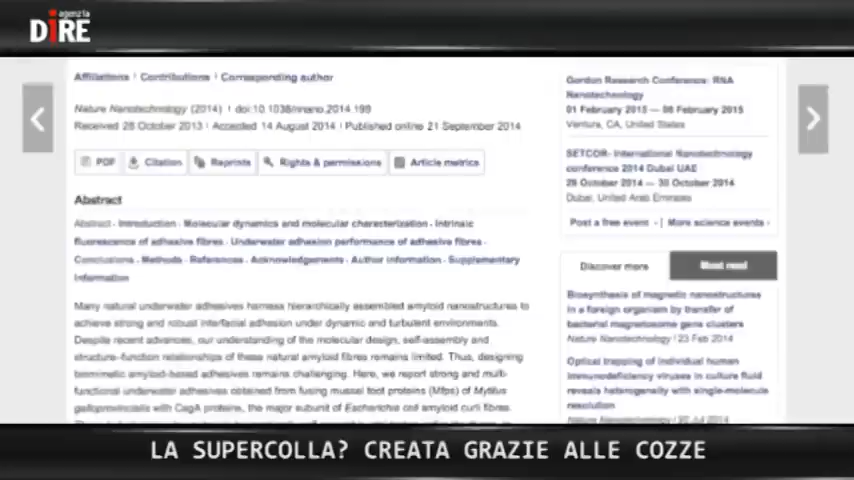 agenzia
DiRE
Affiliations | Contributions | Corresponding author
Nature Nanotechnology (2014) | doi:10.1038/nnano.2014.199
Received 28 October 2013 | Accepted 14 August 2014 | Published online 21 September 2014
PDF Citation Reprints Rights & permissions Article metrics
Abstract
Abstract · Introduction · Molecular dynamics and molecular characterization · Intrinsic
fluorescence of adhesive fibres · Underwater adhesion performance of adhesive fibres ·
Conclusions · Methods · References · Acknowledgements · Author information · Supplementary
information
Many natural underwater adhesives harness hierarchically assembled amyloid nanostructures to
achieve strong and robust interfacial adhesion under dynamic and turbulent environments.
Despite recent advances, our understanding of the molecular design, self-assembly and
structure–function relationships of these natural amyloid fibres remains limited. Thus, designing
biomimetic amyloid-based adhesives remains challenging. Here, we report strong and multi-
functional underwater adhesives obtained from fusing mussel foot proteins (Mfps) of Mytilus
galloprovincialis with CsgA proteins, the major subunit of Escherichia coli amyloid curli fibres.
Gordon Research Conference: RNA
Nanotechnology
01 February 2015 — 06 February 2015
Ventura, CA, United States
SETCOR- International Nanotechnology
conference 2014 Dubai UAE
28 October 2014 — 30 October 2014
Dubai, United Arab Emirates
Post a free event · | More science events ·
Discover more Most read
Biosynthesis of magnetic nanostructures
in a foreign organism by transfer of
bacterial magnetosome gene clusters
Nature Nanotechnology | 23 Feb 2014
Optical trapping of individual human
immunodeficiency viruses in culture fluid
reveals heterogeneity with single-molecule
resolution
Nature Nanotechnology | 20 Jul 2014
LA SUPERCOLLA? CREATA GRAZIE ALLE COZZE